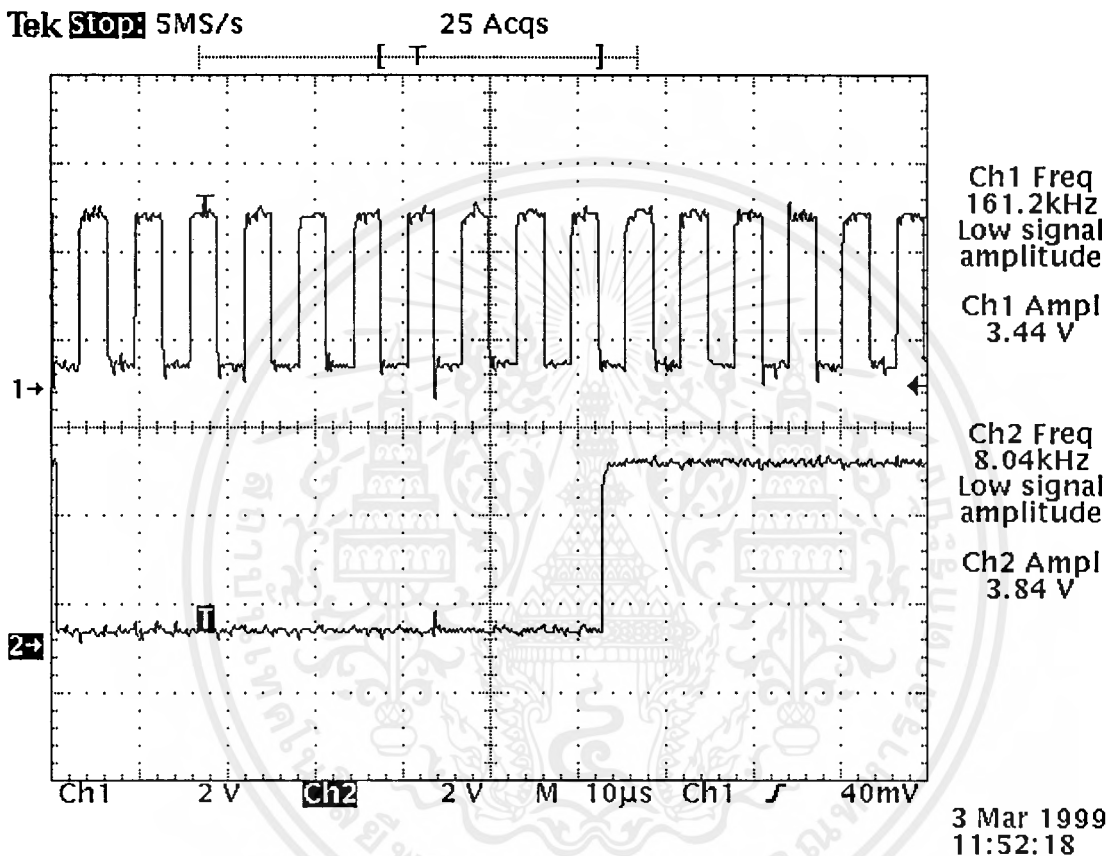 Tek Stop: 5MS/s 25 Acqs
[ T ]
Ch1 Freq
161.2kHz
Low signal
amplitude
Ch1 Ampl
3.44 V
T
1→
Ch2 Freq
8.04kHz
Low signal
amplitude
Ch2 Ampl
3.84 V
T
2→
Ch1 2 V Ch2 2 V M 10µs Ch1 40mV
3 Mar 1999
11:52:18